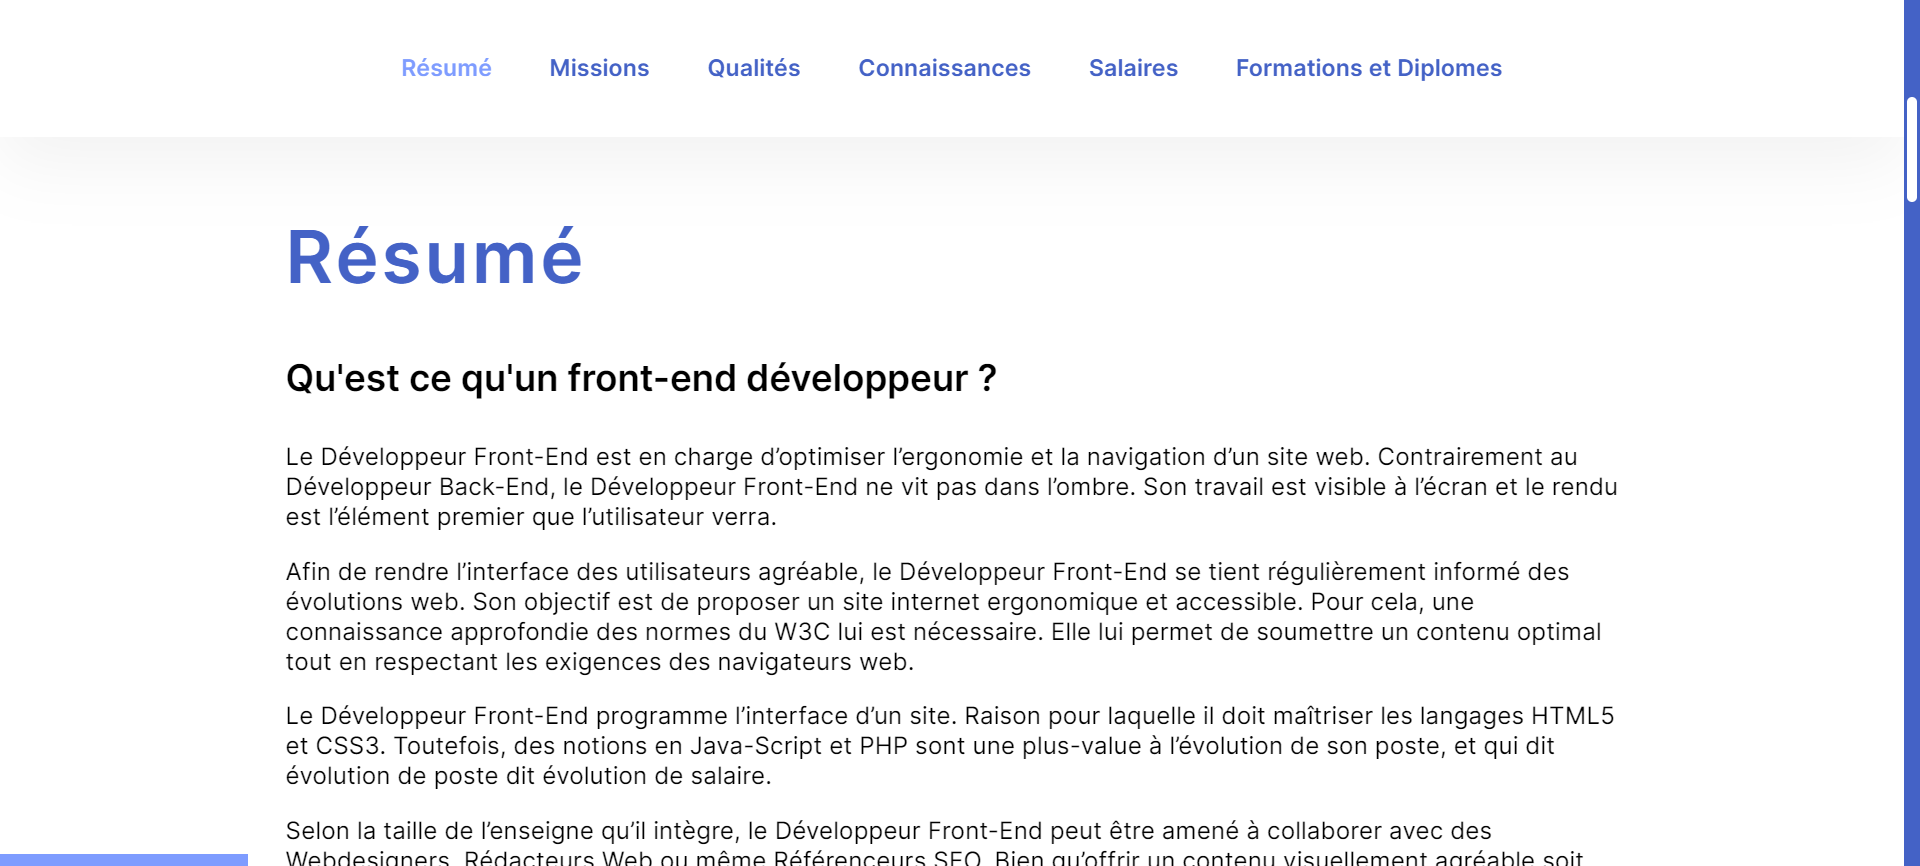 Résumé Missions Qualités Connaissances Salaires Formations et Diplomes
Résumé
Qu'est ce qu'un front-end développeur ?
Le Développeur Front-End est en charge d’optimiser l’ergonomie et la navigation d’un site web. Contrairement au
Développeur Back-End, le Développeur Front-End ne vit pas dans l’ombre. Son travail est visible à l’écran et le rendu
est l’élément premier que l’utilisateur verra.
Afin de rendre l’interface des utilisateurs agréable, le Développeur Front-End se tient régulièrement informé des
évolutions web. Son objectif est de proposer un site internet ergonomique et accessible. Pour cela, une
connaissance approfondie des normes du W3C lui est nécessaire. Elle lui permet de soumettre un contenu optimal
tout en respectant les exigences des navigateurs web.
Le Développeur Front-End programme l’interface d’un site. Raison pour laquelle il doit maîtriser les langages HTML5
et CSS3. Toutefois, des notions en Java-Script et PHP sont une plus-value à l’évolution de son poste, et qui dit
évolution de poste dit évolution de salaire.
Selon la taille de l’enseigne qu’il intègre, le Développeur Front-End peut être amené à collaborer avec des
Webdesigners, Rédacteurs Web ou même Référenceurs SEO. Bien qu’offrir un contenu visuellement agréable soit